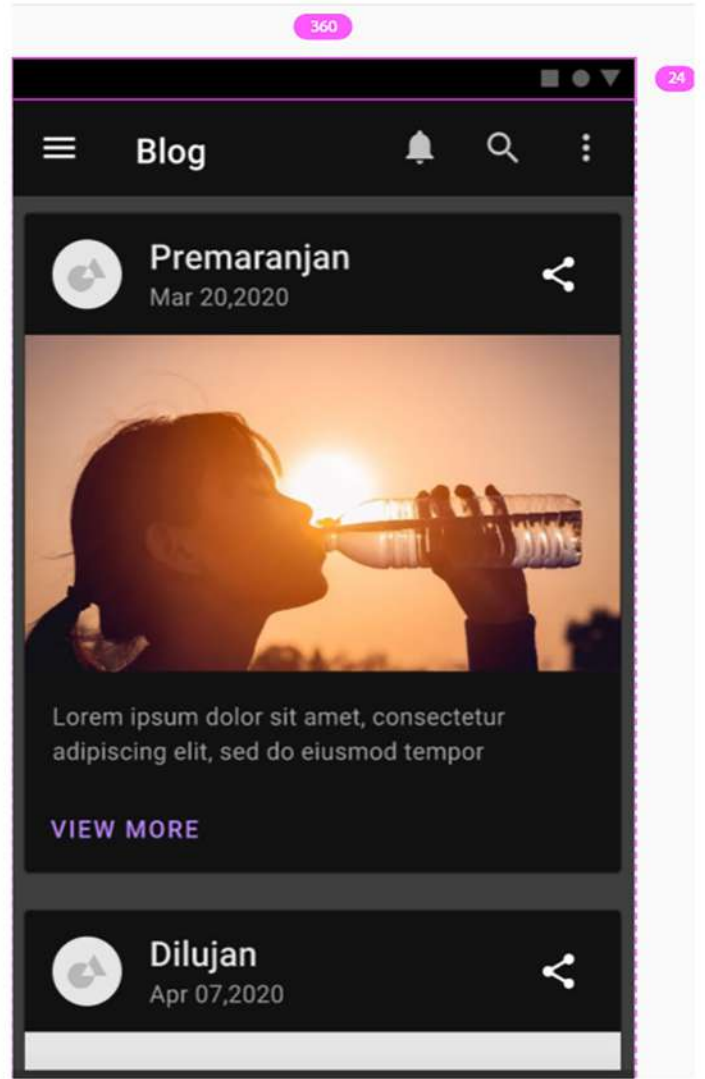 360
24
Blog
Premaranjan
Mar 20,2020
Lorem ipsum dolor sit amet, consectetur
adipiscing elit, sed do eiusmod tempor
VIEW MORE
Dilujan
Apr 07,2020